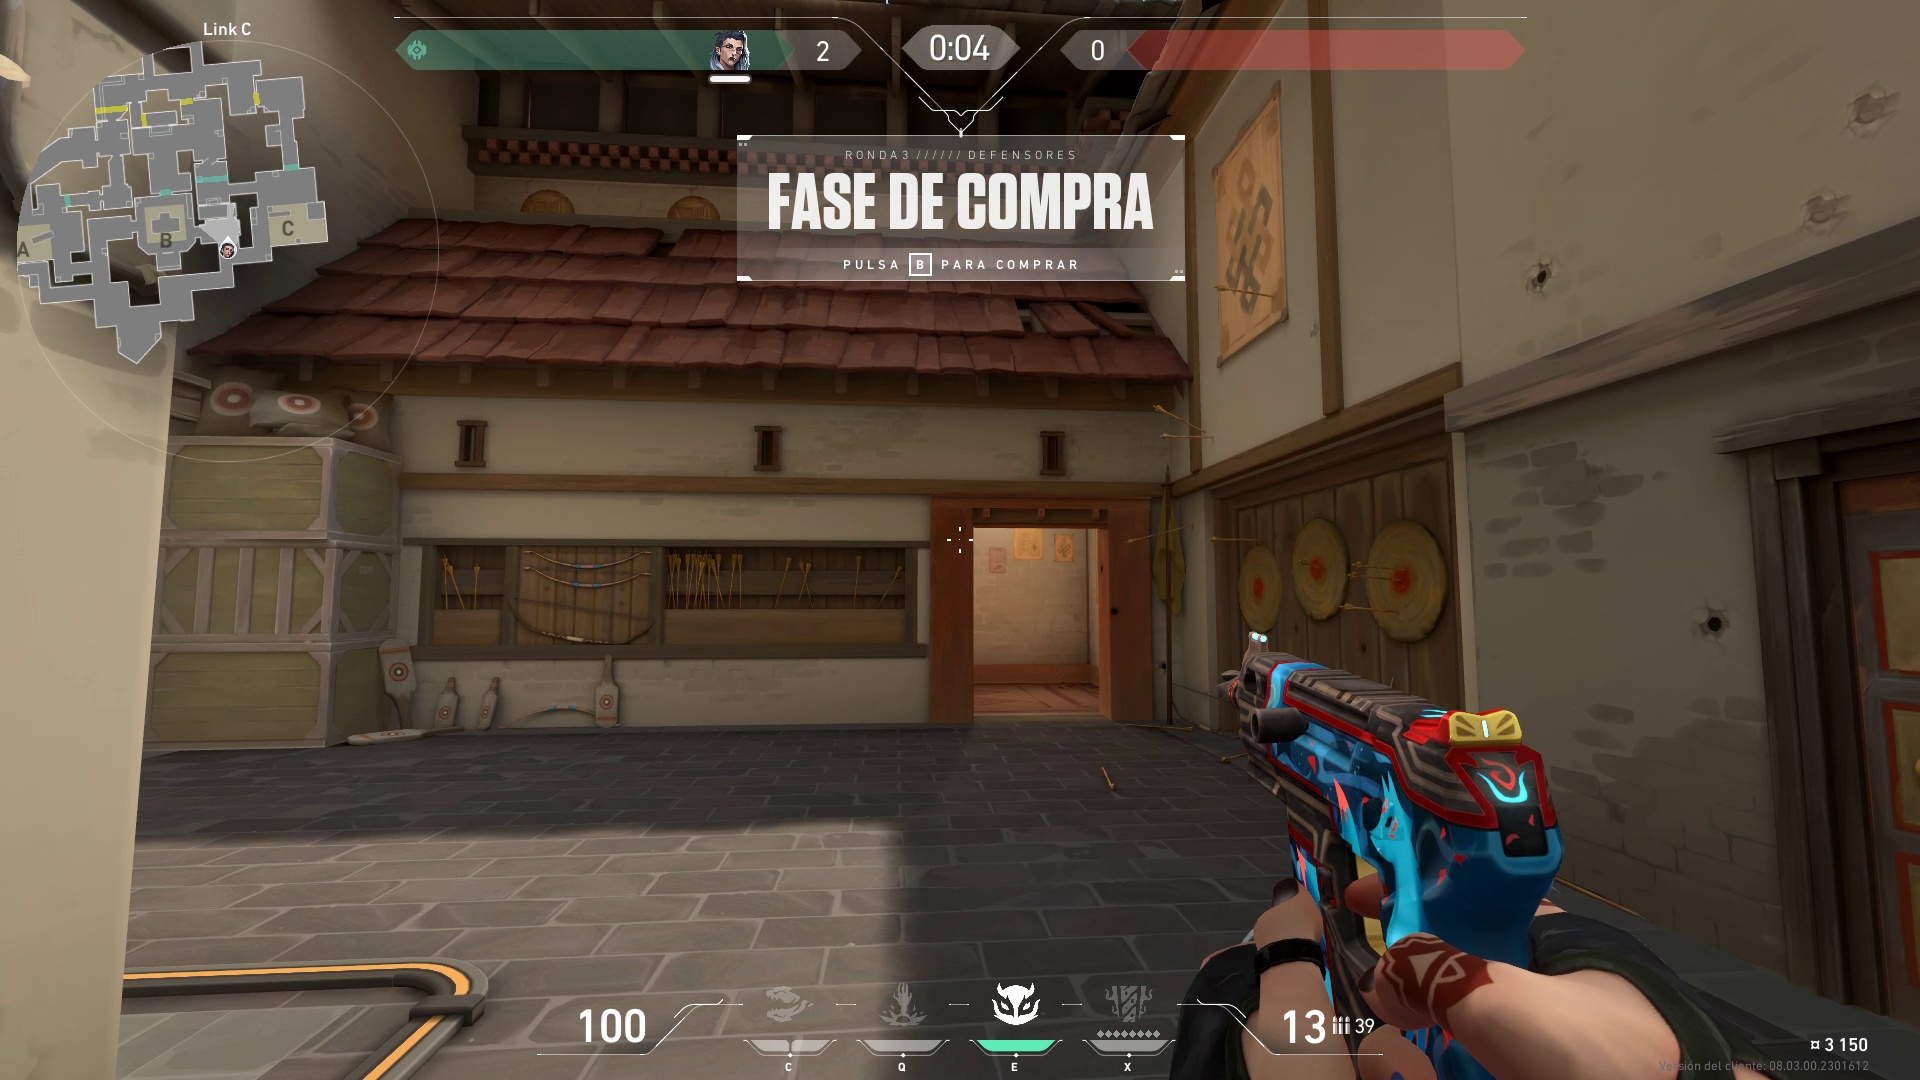 Link C
2
0:04
0
RONDA 3 ////// DEFENSORES
FASE DE COMPRA
PULSA B PARA COMPRAR
A
B
C
100
13
39
C
Q
E
X
¤ 3 150
Versión del cliente: 08.03.00.2301612